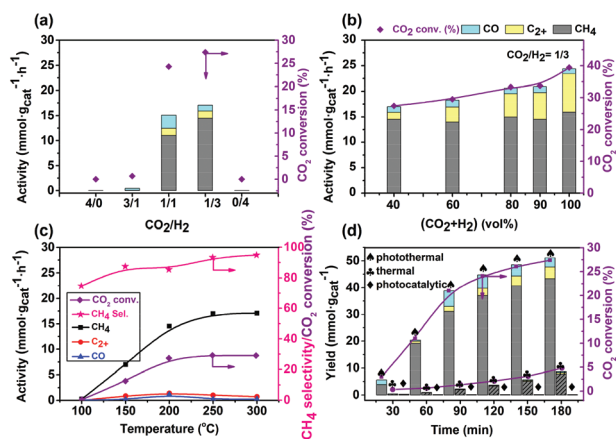 (a)
Activity (mmol·gcat⁻¹·h⁻¹)
30
25
20
15
10
5
0
4/0 3/1 1/1 1/3 0/4
CO₂/H₂
30
25
20
15
10
5
0
CO₂ conversion (%)
(b)
CO₂ conv. (%) CO C₂₊ CH₄
CO₂/H₂= 1/3
Activity (mmol·gcat⁻¹·h⁻¹)
30
25
20
15
10
5
0
40 60 80 90 100
(CO₂+H₂) (vol%)
40
30
20
10
0
CO₂ conversion (%)
(c)
Activity (mmol·gcat⁻¹·h⁻¹)
30
25
20
15
10
5
0
CO₂ conv.
CH₄ Sel.
CH₄
C₂₊
CO
100 150 200 250 300
Temperature (°C)
100
80
60
40
20
0
CH₄ selectivity/CO₂ conversion (%)
(d)
photothermal
thermal
photocatalytic
Yield (mmol·gcat⁻¹·h⁻¹)
50
40
30
20
10
0
30 60 90 120 150 180
Time (min)
30
25
20
15
10
5
0
CO₂ conversion (%)